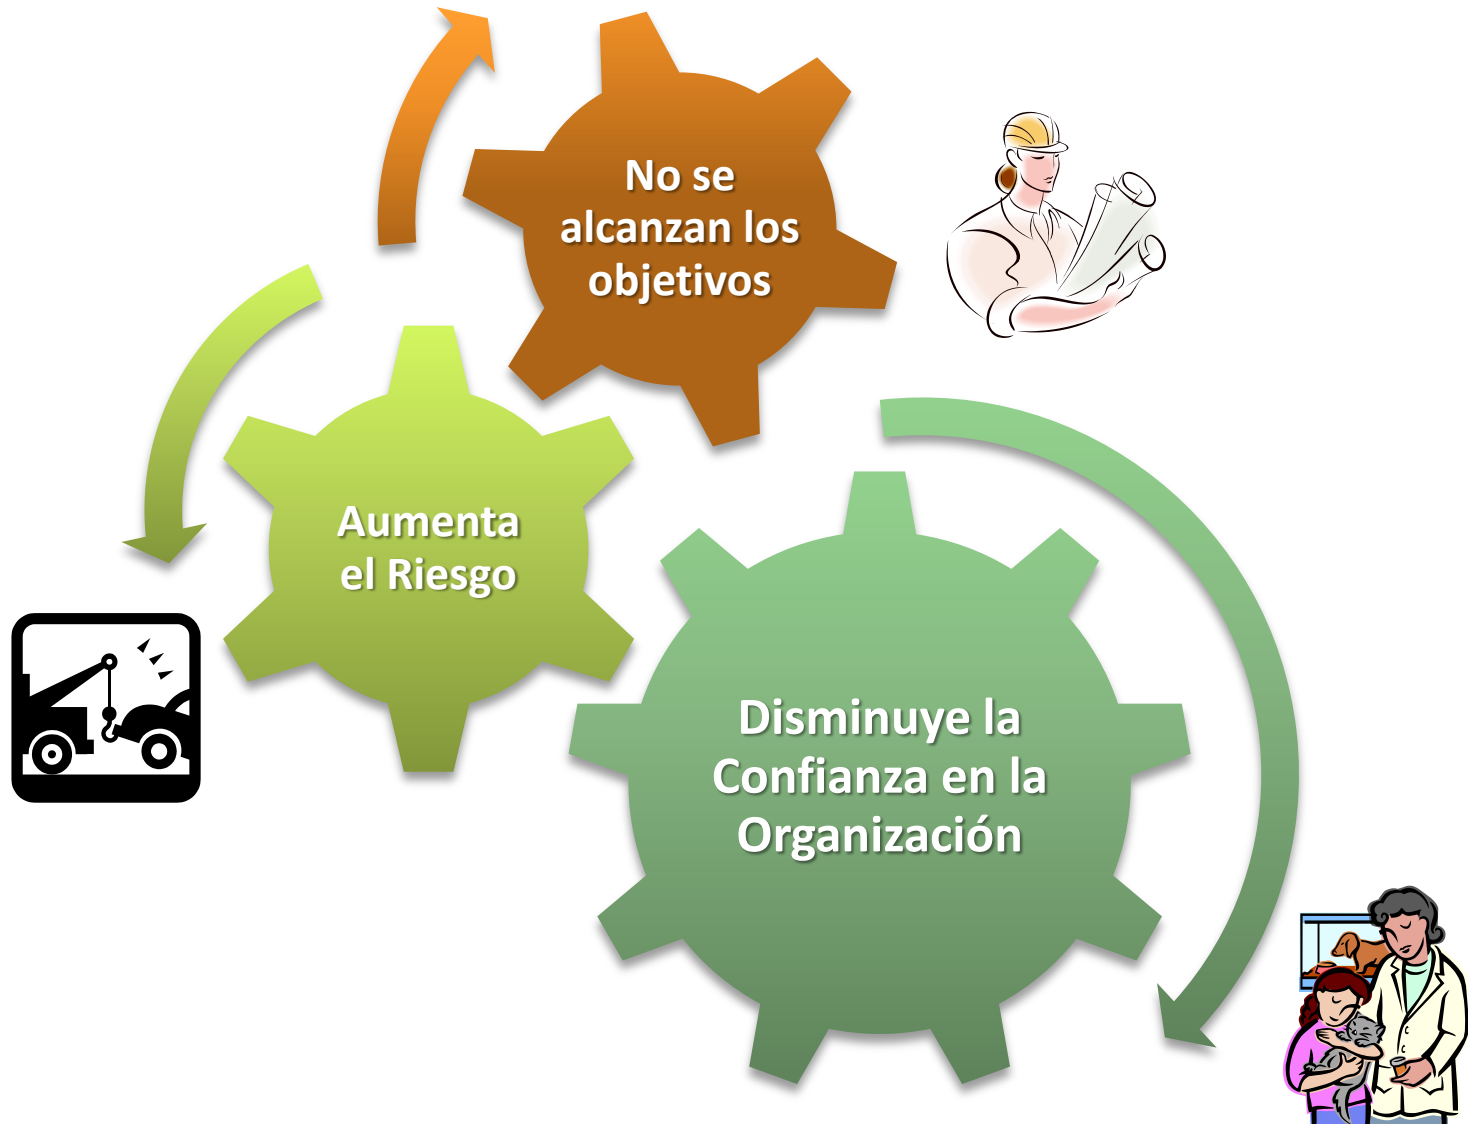 No se
alcanzan los
objetivos
Aumenta
el Riesgo
Disminuye la
Confianza en la
Organización